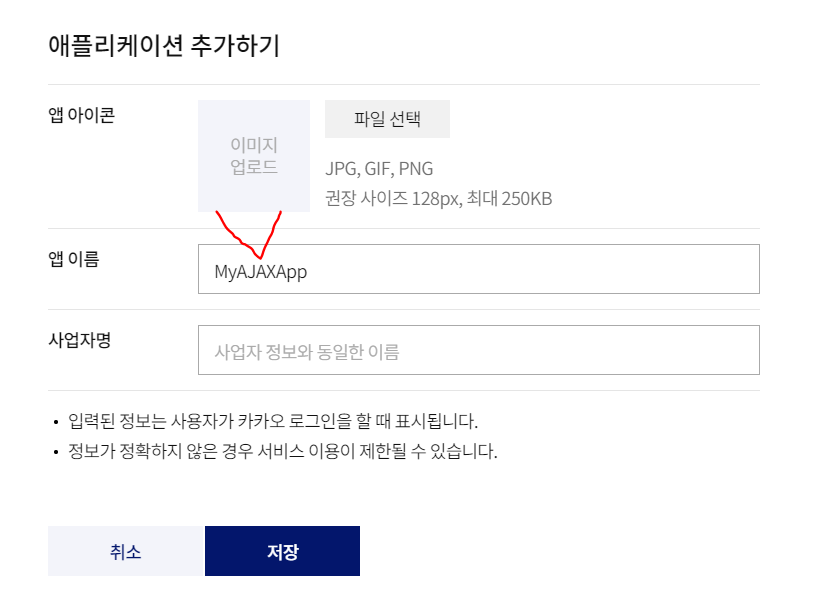 애플리케이션 추가하기
앱 아이콘
이미지
업로드
파일 선택
JPG, GIF, PNG
권장 사이즈 128px, 최대 250KB
앱 이름
MyAJAXApp
사업자명
사업자 정보와 동일한 이름
• 입력된 정보는 사용자가 카카오 로그인을 할 때 표시됩니다.
• 정보가 정확하지 않은 경우 서비스 이용이 제한될 수 있습니다.
취소
저장